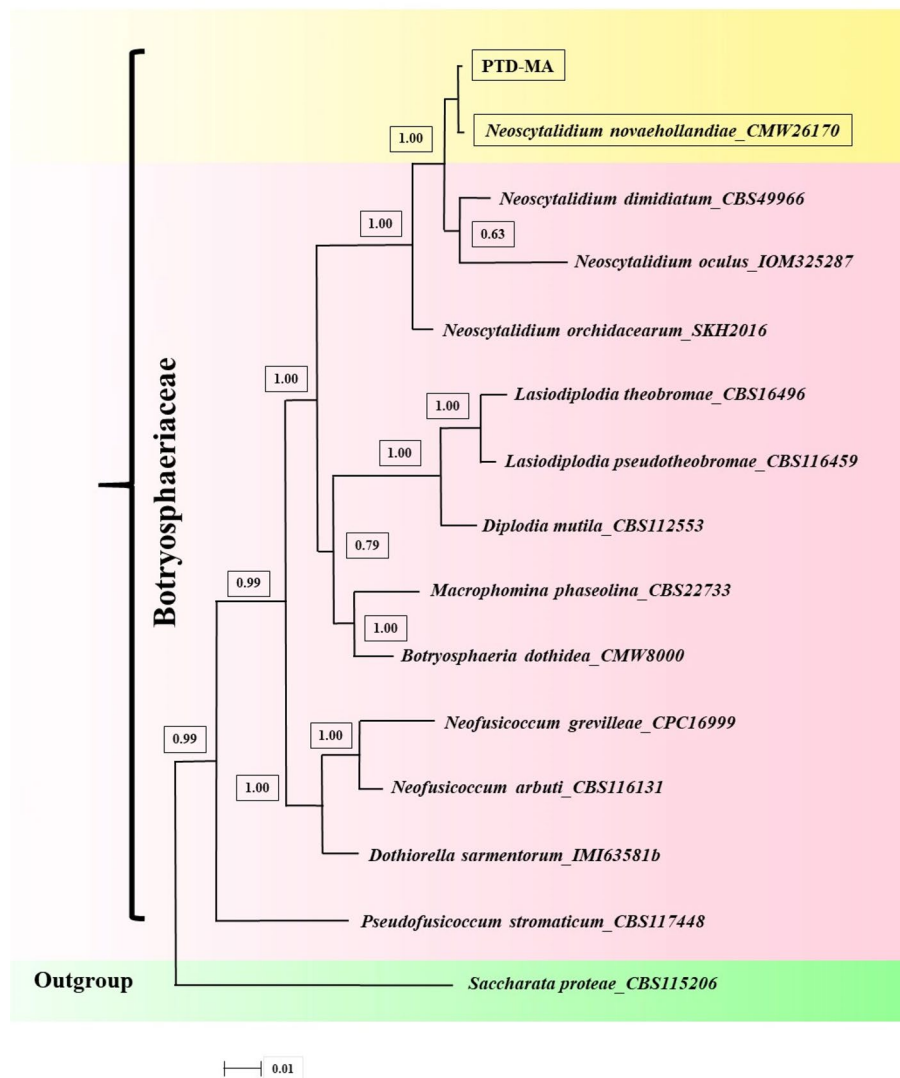 PTD-MA
1.00
Neoscytalidium novaehollandiae_CMW26170
Neoscytalidium dimidiatum_CBS49966
1.00
0.63
Neoscytalidium oculus_IOM325287
Neoscytalidium orchidacearum_SKH2016
1.00
Lasiodiplodia theobromae_CBS16496
1.00
1.00
Lasiodiplodia pseudotheobromae_CBS116459
Botryosphaeriaceae
Diplodia mutila_CBS112553
0.79
0.99
Macrophomina phaseolina_CBS22733
1.00
Botryosphaeria dothidea_CMW8000
Neofusicoccum grevilleae_CPC16999
1.00
0.99
1.00
Neofusicoccum arbuti_CBS116131
Dothiorella sarmentorum_IMI63581b
Pseudofusicoccum stromaticum_CBS117448
Outgroup
Saccharata proteae_CBS115206
0.01